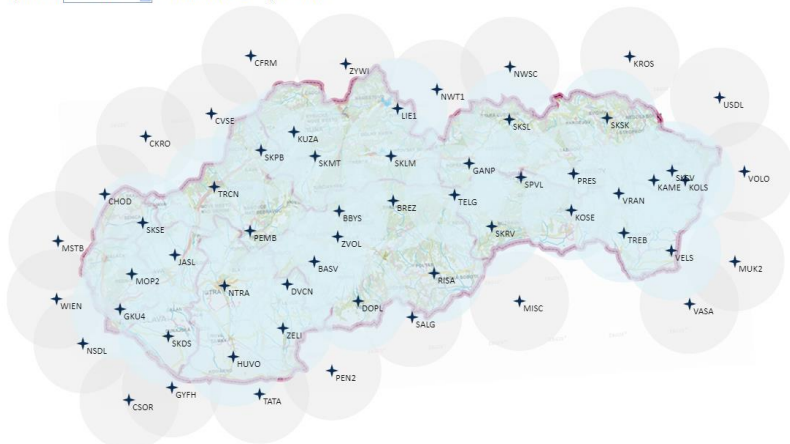 CFRM
ZYWI
NWSC
KROS
NWT1
USDL
LIE1
CVSE
SKSL
SKSK
KUZA
CKRO
SKPB
SKMT
SKLM
GANP
VOLO
SPVL
PRES
KAME
KOLS
TRCN
CHOD
VRAN
TELG
BREZ
BBYS
KOSE
SKSE
SKRV
PEMB
ZVOL
TREB
MSTB
JASL
VELS
BASV
MUK2
MOP2
RISA
NTRA
DVCN
WIEN
DOPL
MISC
VASA
GKU4
SALG
ZELI
SKDS
NSDL
HUVO
PEN2
GYFH
TATA
CSOR